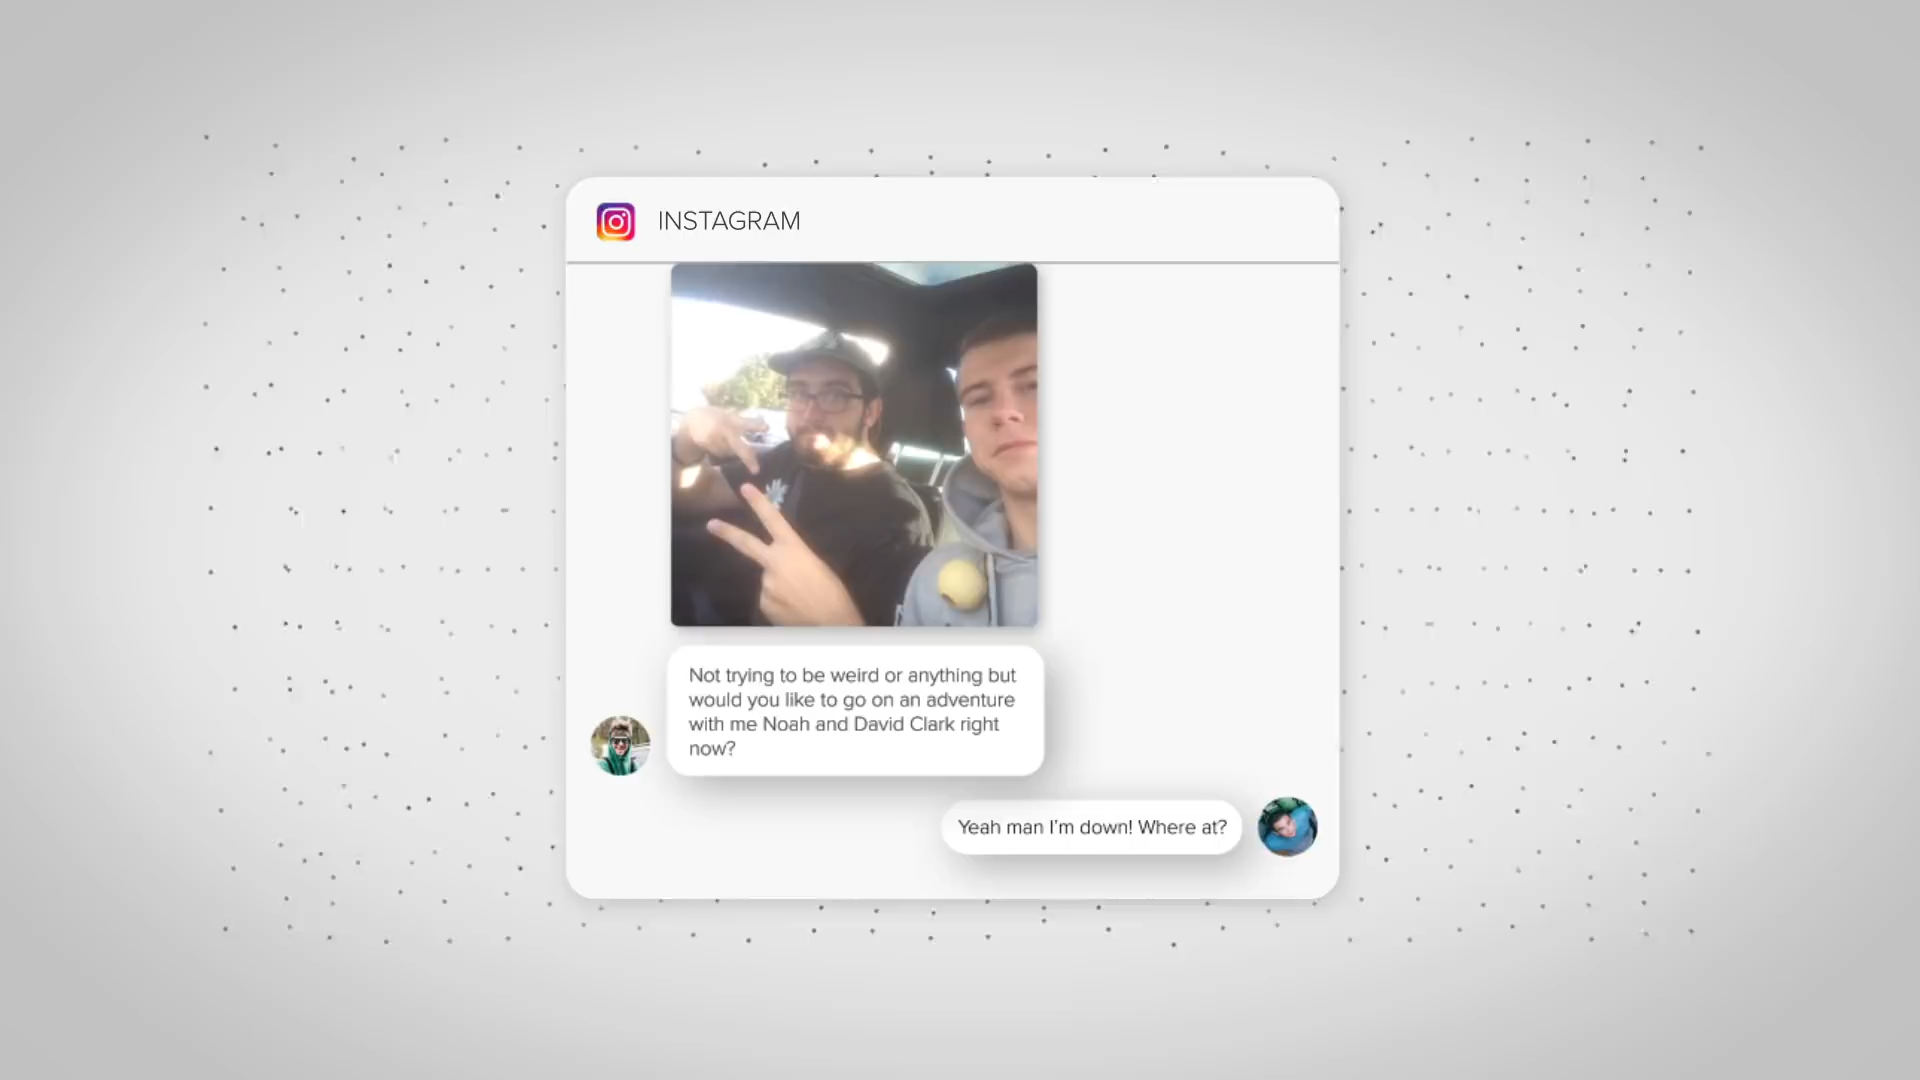 INSTAGRAM
Not trying to be weird or anything but
would you like to go on an adventure
with me Noah and David Clark right
now?
Yeah man I'm down! Where at?